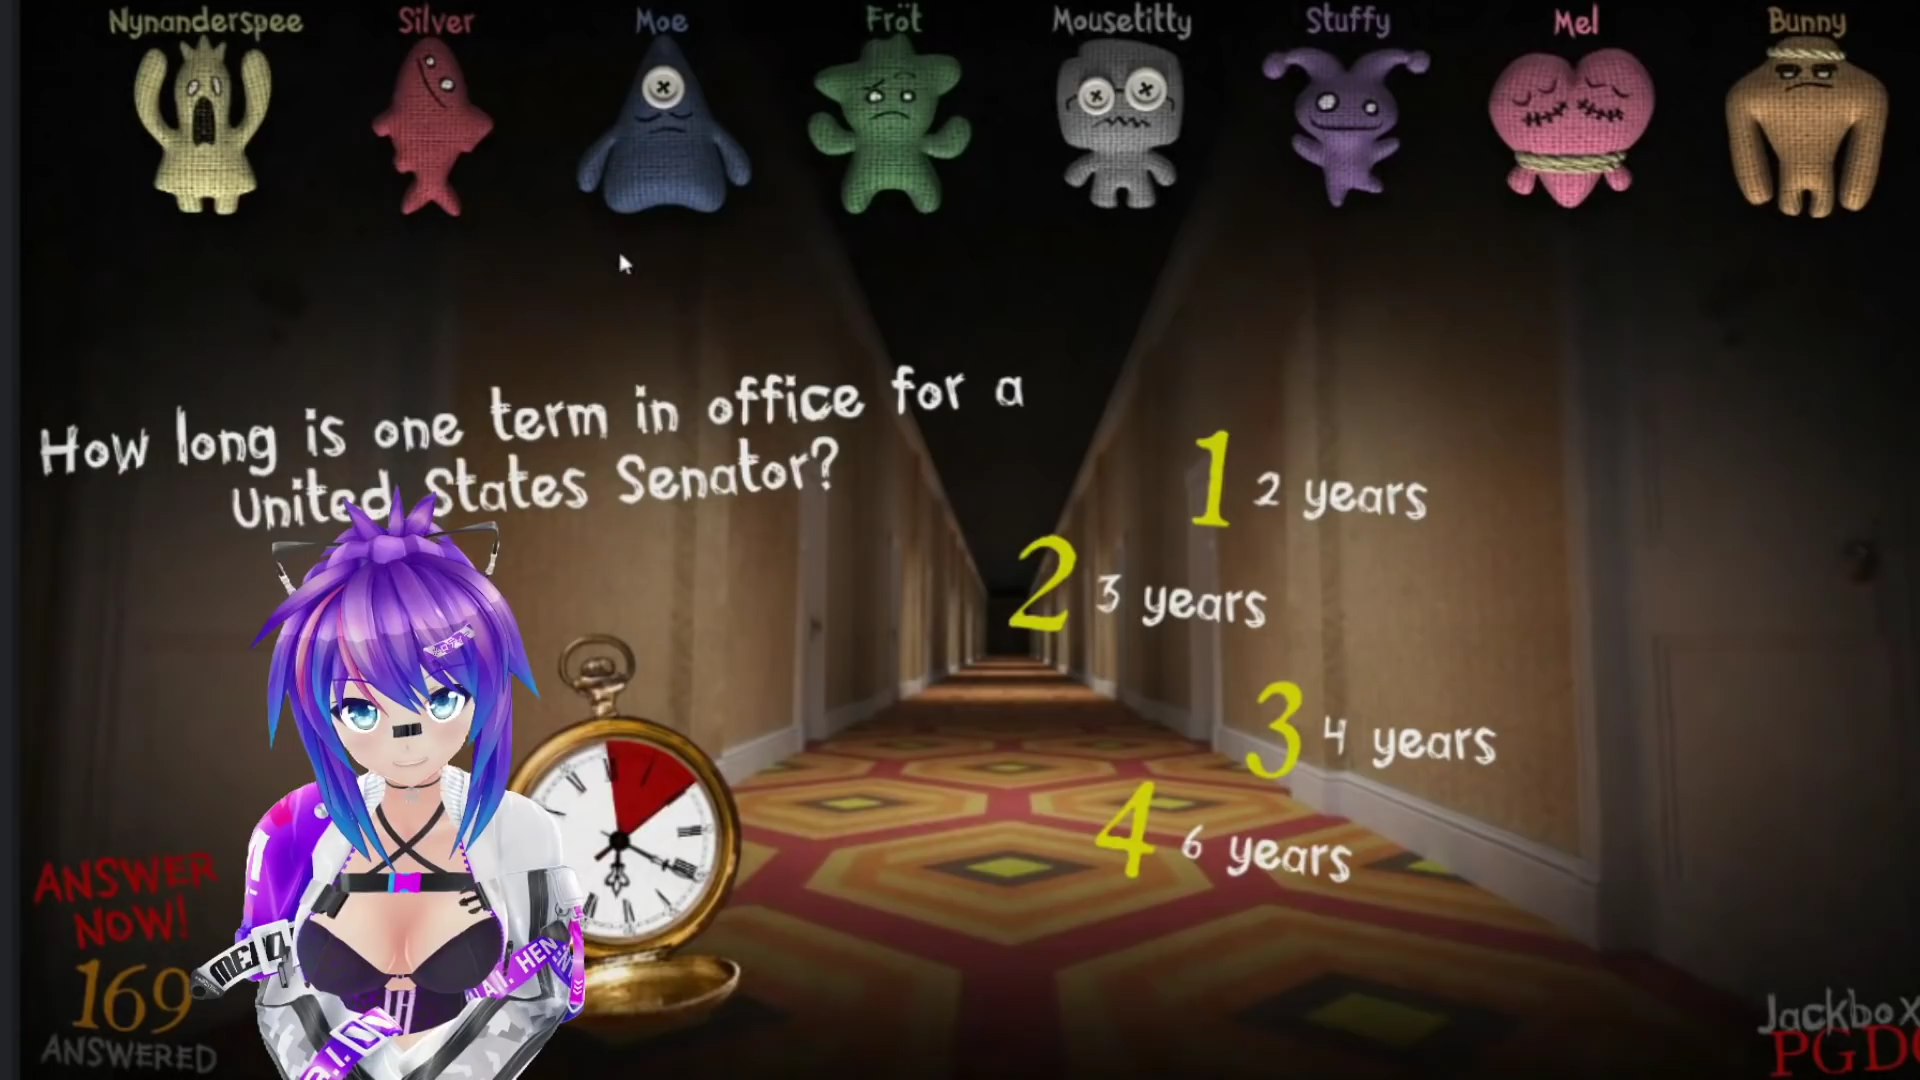 Nynanderspee Silver Moe Fröt Mousetitty Stuffy Mel Bunny
How long is one term in office for a
United States Senator?
1 2 years
2 3 years
3 4 years
4 6 years
ANSWER
NOW!
169
ANSWERED
Jackbox